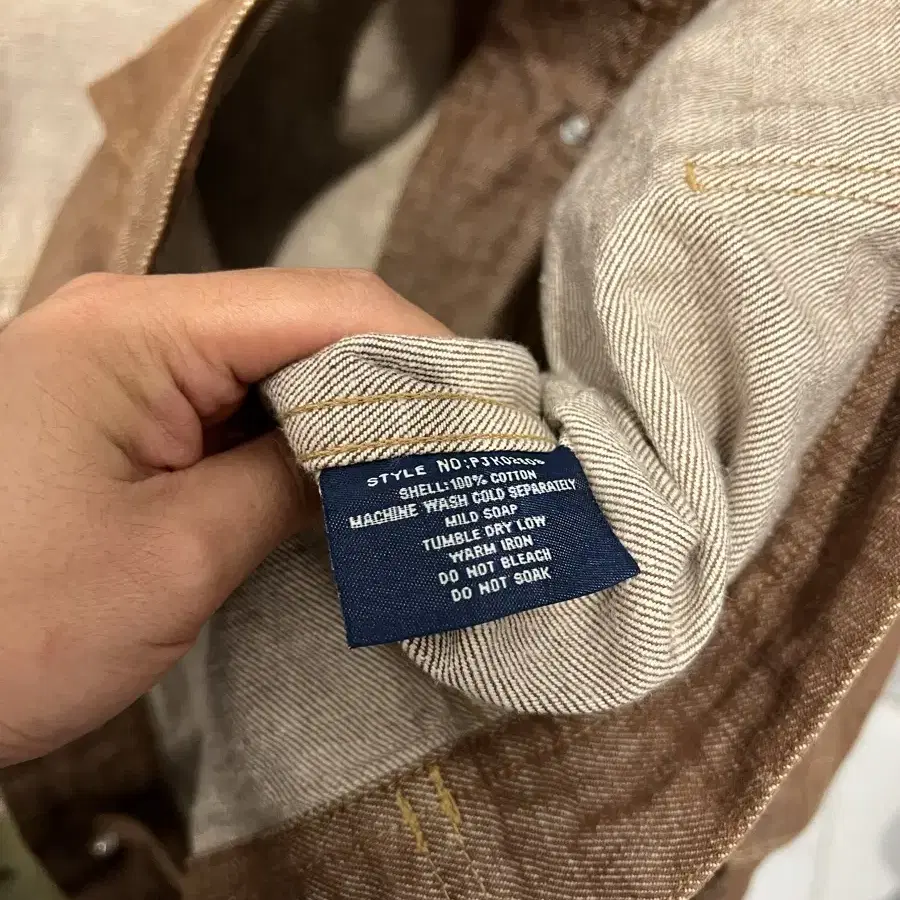 STYLE NO:
SHELL:100% COTTON
MACHINE WASH COLD SEPARATELY
MILD SOAP
TUMBLE DRY LOW
WARM IRON
DO NOT BLEACH
DO NOT SOAK